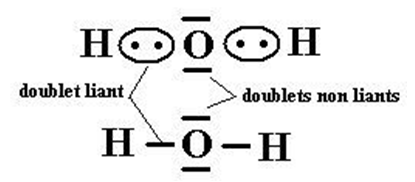 H O H
doublet liant
doublets non liants
H - O - H